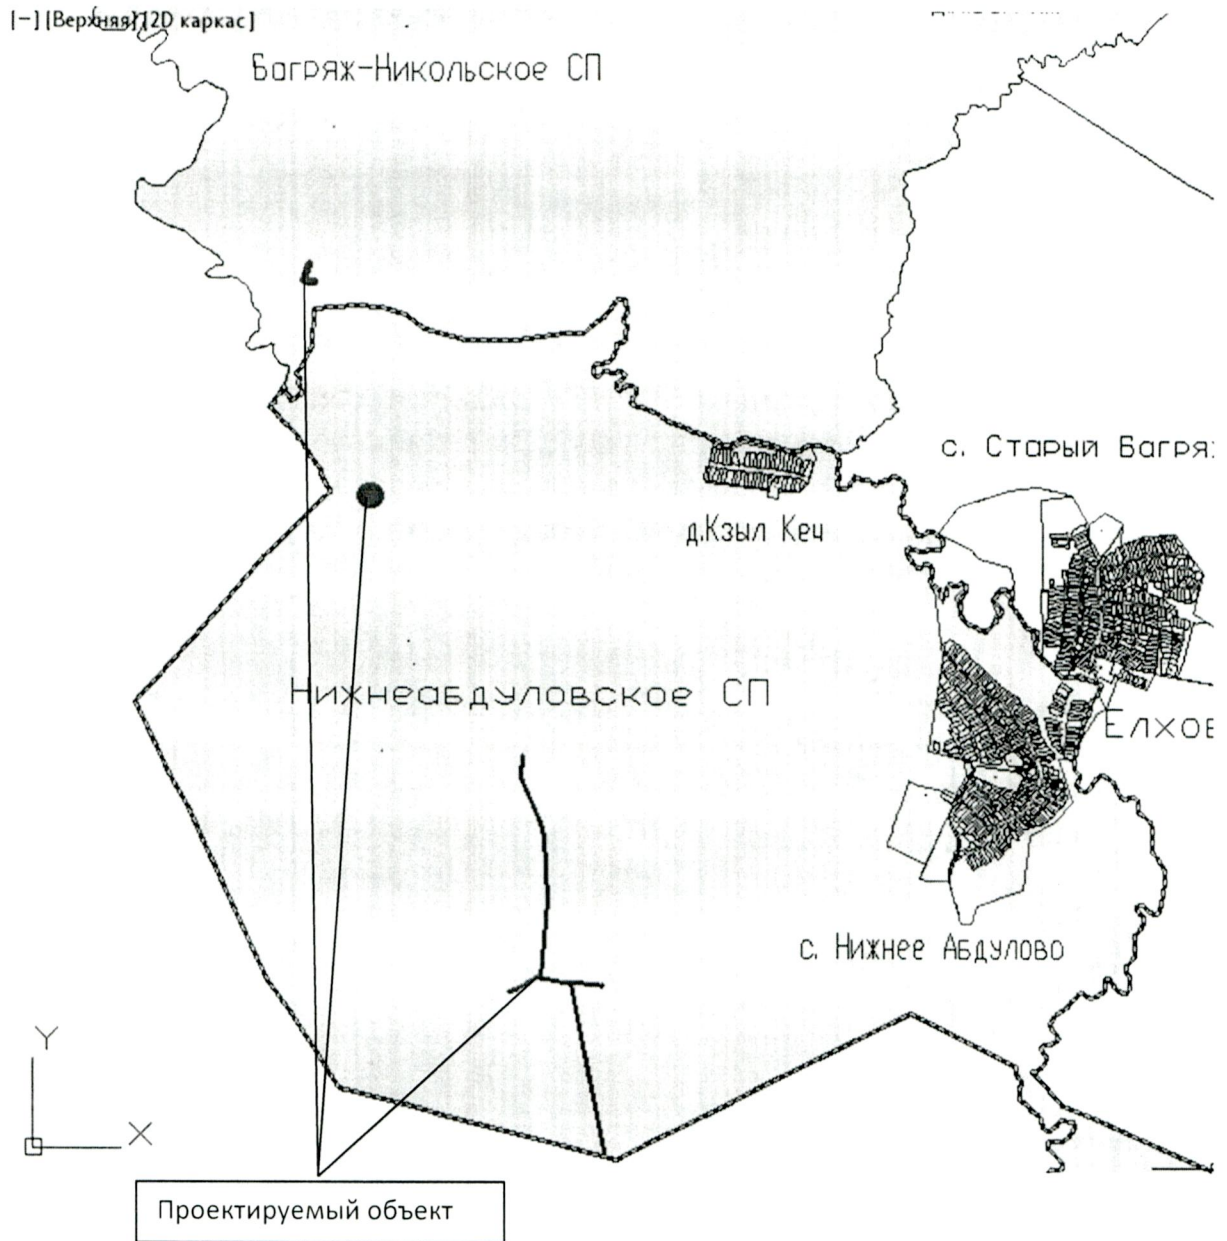 [−] [Верхняя] [2D каркас]
Багряж-Никольское СП
с. Старый Багря
д.Кзыл Кеч
Нижнеабдуловское СП
Елхов
с. Нижнее Абдулово
Y
X
Проектируемый объект